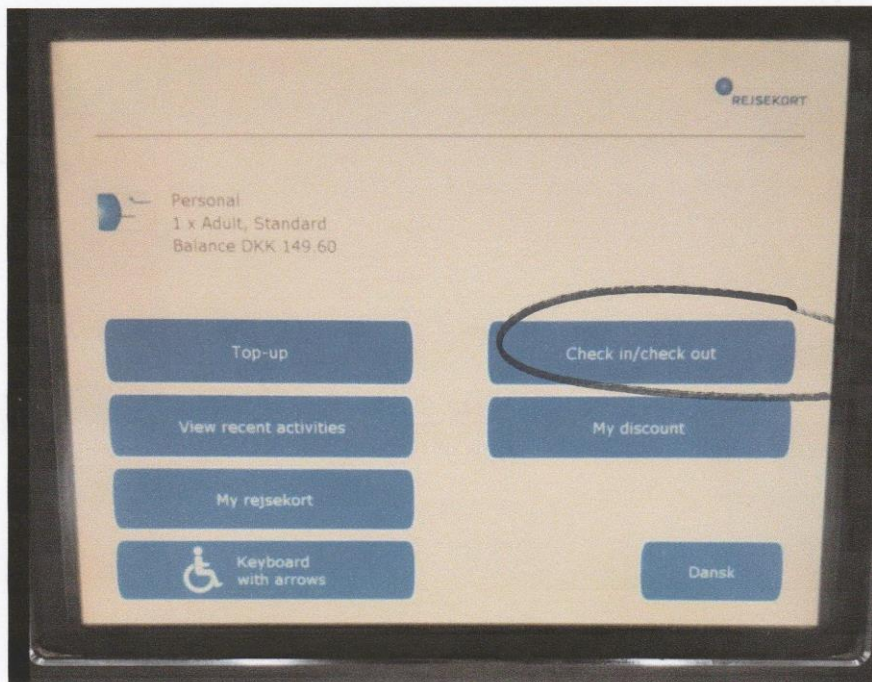 REJSEKORT
Personal
1 x Adult, Standard
Balance DKK 149.60
Top-up
Check in/check out
View recent activities
My discount
My rejsekort
Keyboard
with arrows
Dansk